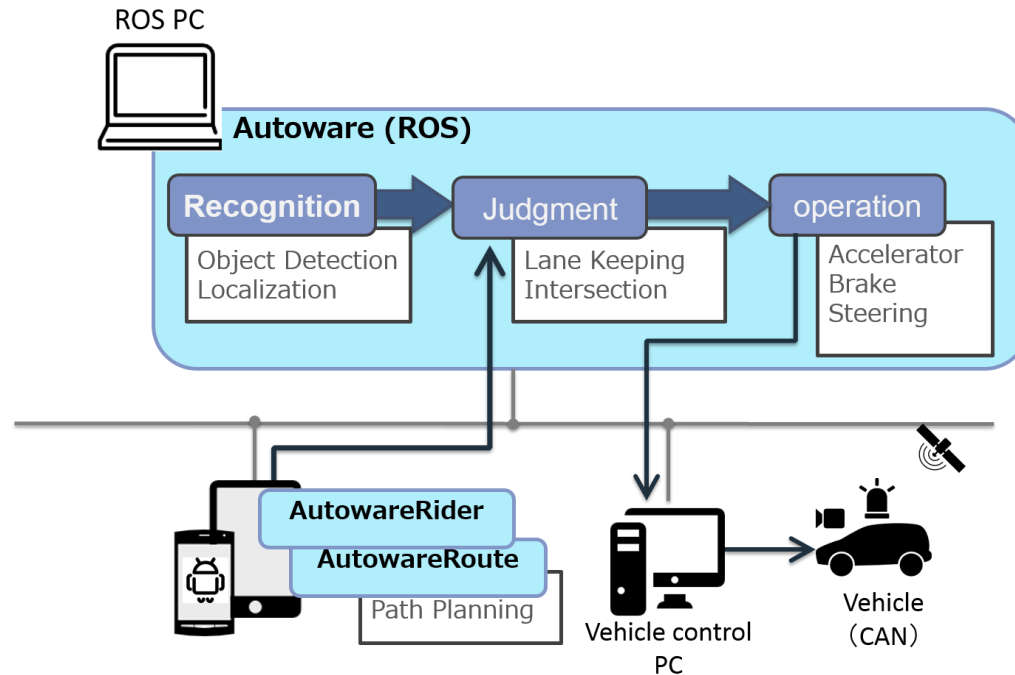 ROS PC
Autoware (ROS)
Recognition
Object Detection
Localization
Judgment
Lane Keeping
Intersection
operation
Accelerator
Brake
Steering
AutowareRider
AutowareRoute
Path Planning
Vehicle control
PC
Vehicle
（CAN）